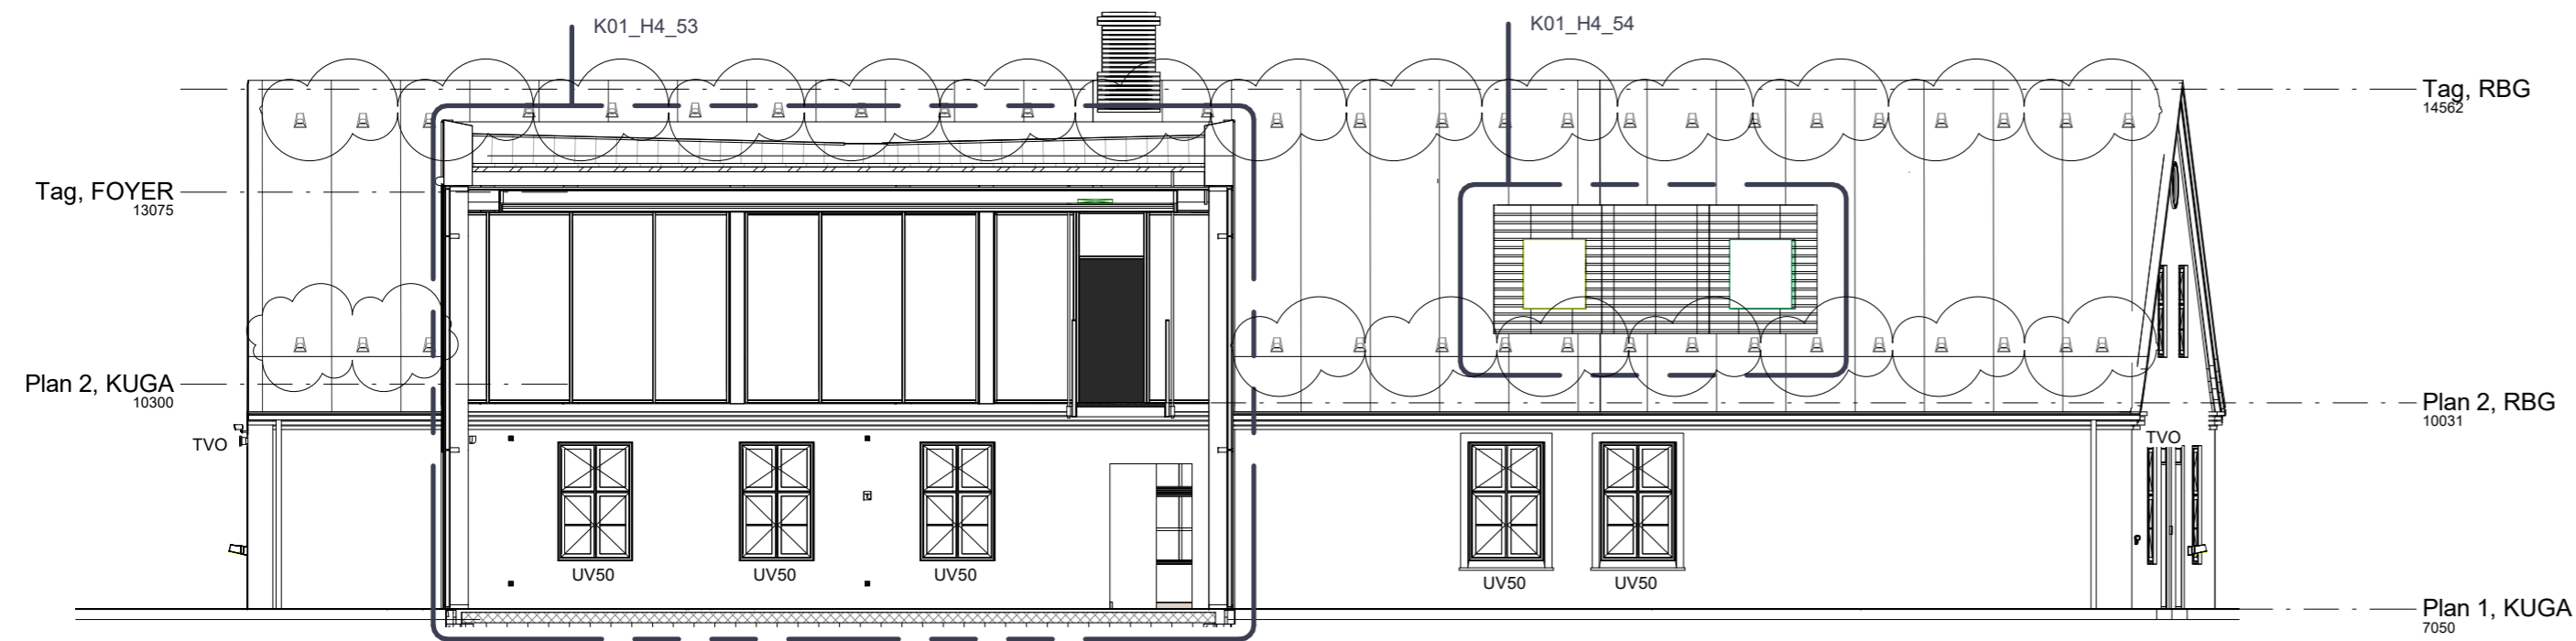 K01_H4_53
K01_H4_54
Tag, RBG
14562
Tag, FOYER
13075
Plan 2, KUGA
10300
Plan 2, RBG
10031
TVO
TVO
UV50
UV50
UV50
UV50
UV50
Plan 1, KUGA
7050